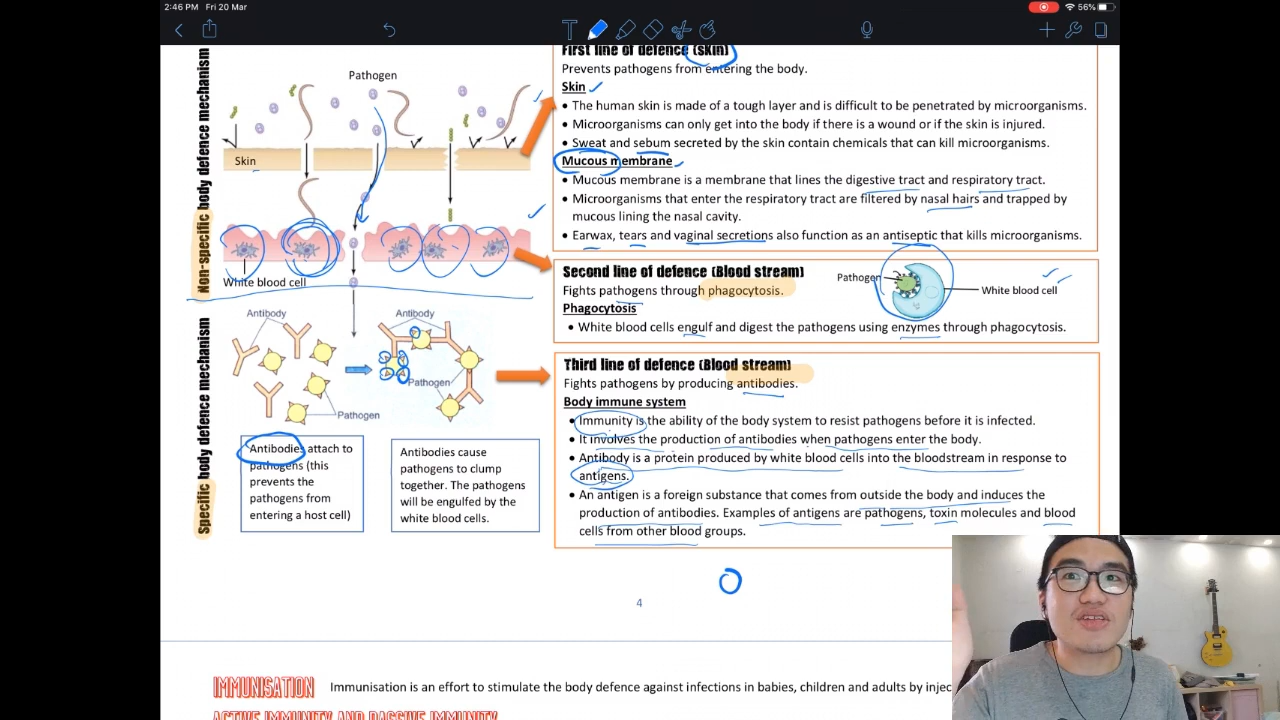 2:46 PM Fri 20 Mar
56%
Non-specific body defence mechanism
Pathogen
Skin
White blood cell
First line of defence (skin)
Prevents pathogens from entering the body.
Skin
• The human skin is made of a tough layer and is difficult to be penetrated by microorganisms.
• Microorganisms can only get into the body if there is a wound or if the skin is injured.
• Sweat and sebum secreted by the skin contain chemicals that can kill microorganisms.
Mucous membrane
• Mucous membrane is a membrane that lines the digestive tract and respiratory tract.
• Microorganisms that enter the respiratory tract are filtered by nasal hairs and trapped by
mucous lining the nasal cavity.
• Earwax, tears and vaginal secretions also function as an antiseptic that kills microorganisms.
Second line of defence (Blood stream)
Fights pathogens through phagocytosis.
Phagocytosis
• White blood cells engulf and digest the pathogens using enzymes through phagocytosis.
Pathogen
White blood cell
Specific body defence mechanism
Antibody
Antibody
Pathogen
Pathogen
Antibodies attach to
pathogens (this
prevents the
pathogens from
entering a host cell)
Antibodies cause
pathogens to clump
together. The pathogens
will be engulfed by the
white blood cells.
Third line of defence (Blood stream)
Fights pathogens by producing antibodies.
Body immune system
• Immunity is the ability of the body system to resist pathogens before it is infected.
• It involves the production of antibodies when pathogens enter the body.
• Antibody is a protein produced by white blood cells into the bloodstream in response to
antigens.
• An antigen is a foreign substance that comes from outside the body and induces the
production of antibodies. Examples of antigens are pathogens, toxin molecules and blood
cells from other blood groups.
4
IMMUNISATION Immunisation is an effort to stimulate the body defence against infections in babies, children and adults by injec
ACTIVE IMMUNITY AND PASSIVE IMMUNITY